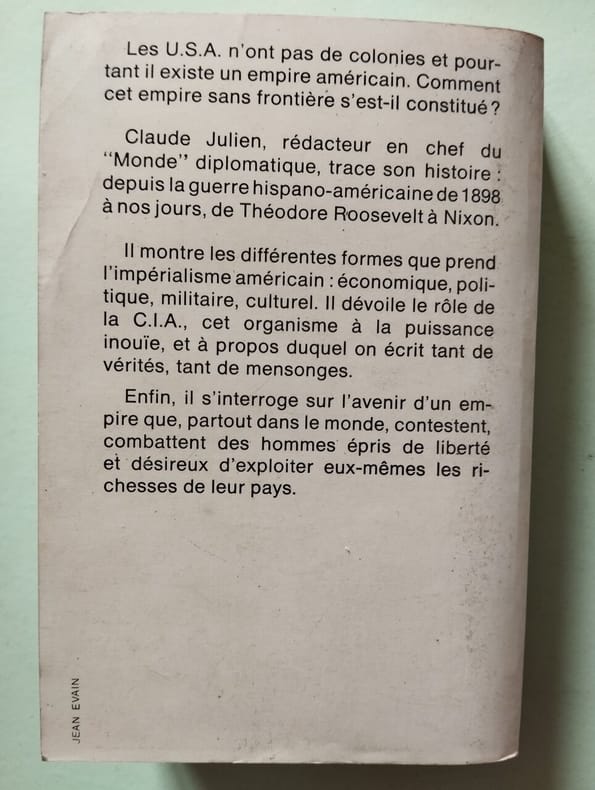 Les U.S.A. n'ont pas de colonies et pour-
tant il existe un empire américain. Comment
cet empire sans frontière s'est-il constitué ?
Claude Julien, rédacteur en chef du
"Monde" diplomatique, trace son histoire :
depuis la guerre hispano-américaine de 1898
à nos jours, de Théodore Roosevelt à Nixon.
Il montre les différentes formes que prend
l'impérialisme américain : économique, poli-
tique, militaire, culturel. Il dévoile le rôle de
la C.I.A., cet organisme à la puissance
inouïe, et à propos duquel on écrit tant de
vérités, tant de mensonges.
Enfin, il s'interroge sur l'avenir d'un em-
pire que, partout dans le monde, contestent,
combattent des hommes épris de liberté
et désireux d'exploiter eux-mêmes les ri-
chesses de leur pays.
JEAN EVAIN